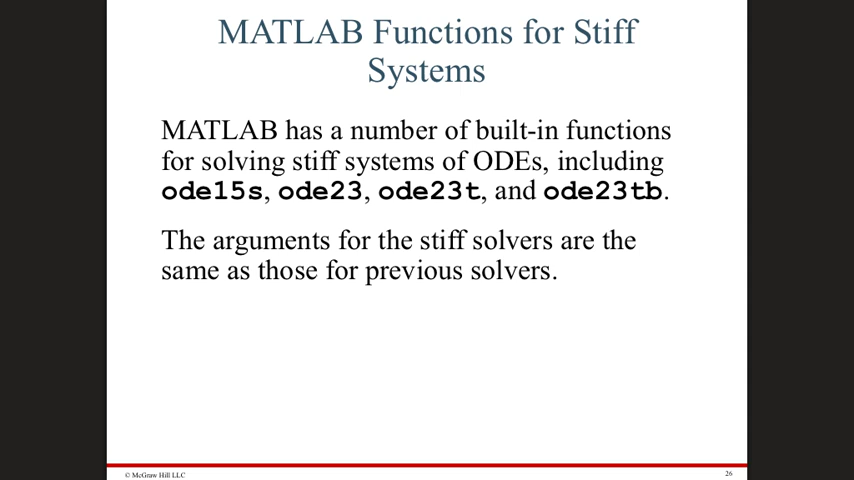 MATLAB Functions for Stiff
Systems
MATLAB has a number of built-in functions
for solving stiff systems of ODEs, including
ode15s, ode23, ode23t, and ode23tb.
The arguments for the stiff solvers are the
same as those for previous solvers.
© McGraw Hill LLC
26